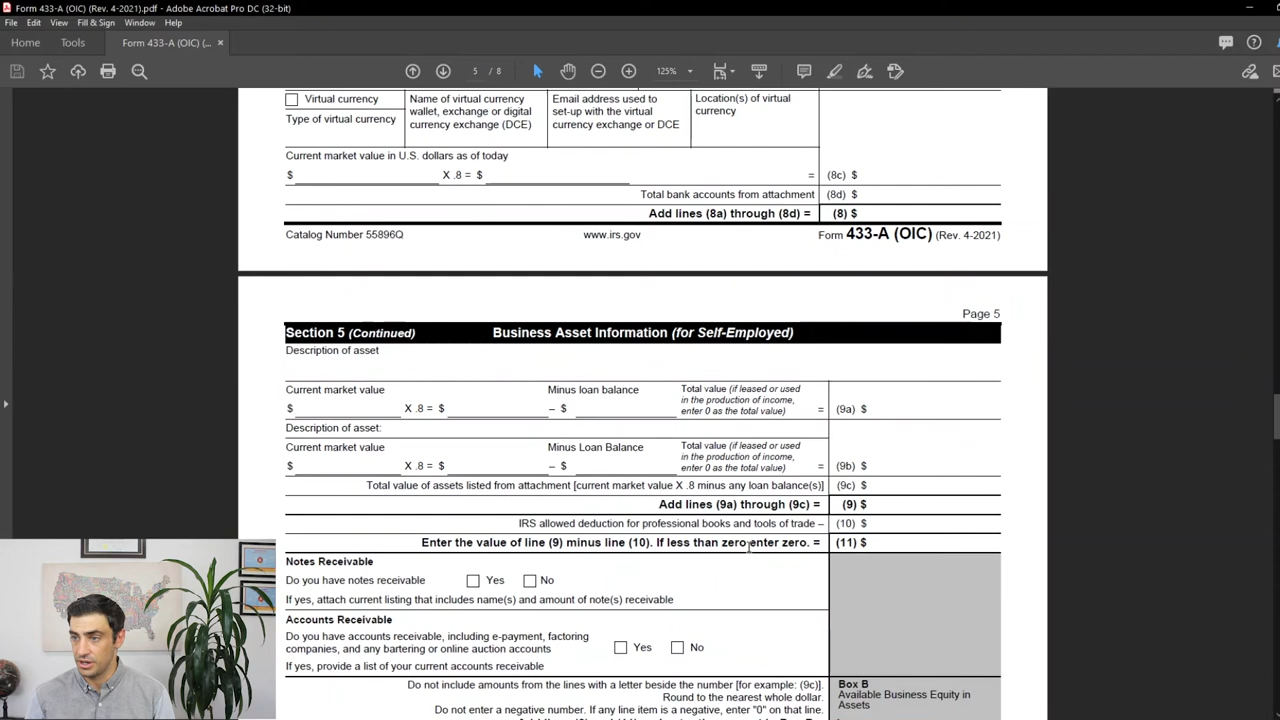 Form 433-A (OIC) (Rev. 4-2021).pdf - Adobe Acrobat Pro DC (32-bit)
File Edit View Fill & Sign Window Help
Home Tools Form 433-A (OIC) (... ×
5 / 8 125%
Virtual currency
Type of virtual currency
Name of virtual currency
wallet, exchange or digital
currency exchange (DCE)
Email address used to
set-up with the virtual
currency exchange or DCE
Location(s) of virtual
currency
Current market value in U.S. dollars as of today
$ X .8 = $ = (8c) $
Total bank accounts from attachment (8d) $
Add lines (8a) through (8d) = (8) $
Catalog Number 55896Q www.irs.gov Form 433-A (OIC) (Rev. 4-2021)
Page 5
Section 5 (Continued) Business Asset Information (for Self-Employed)
Description of asset
Current market value
$ X .8 = $
Minus loan balance
– $
Total value (if leased or used
in the production of income,
enter 0 as the total value) = (9a) $
Description of asset:
Current market value
$ X .8 = $
Minus Loan Balance
– $
Total value (if leased or used
in the production of income,
enter 0 as the total value) = (9b) $
Total value of assets listed from attachment [current market value X .8 minus any loan balance(s)] (9c) $
Add lines (9a) through (9c) = (9) $
IRS allowed deduction for professional books and tools of trade – (10) $
Enter the value of line (9) minus line (10). If less than zero enter zero. = (11) $
Notes Receivable
Do you have notes receivable Yes No
If yes, attach current listing that includes name(s) and amount of note(s) receivable
Accounts Receivable
Do you have accounts receivable, including e-payment, factoring
companies, and any bartering or online auction accounts Yes No
If yes, provide a list of your current accounts receivable
Do not include amounts from the lines with a letter beside the number [for example: (9c)].
Round to the nearest whole dollar.
Do not enter a negative number. If any line item is a negative, enter "0" on that line.
Box B
Available Business Equity in
Assets